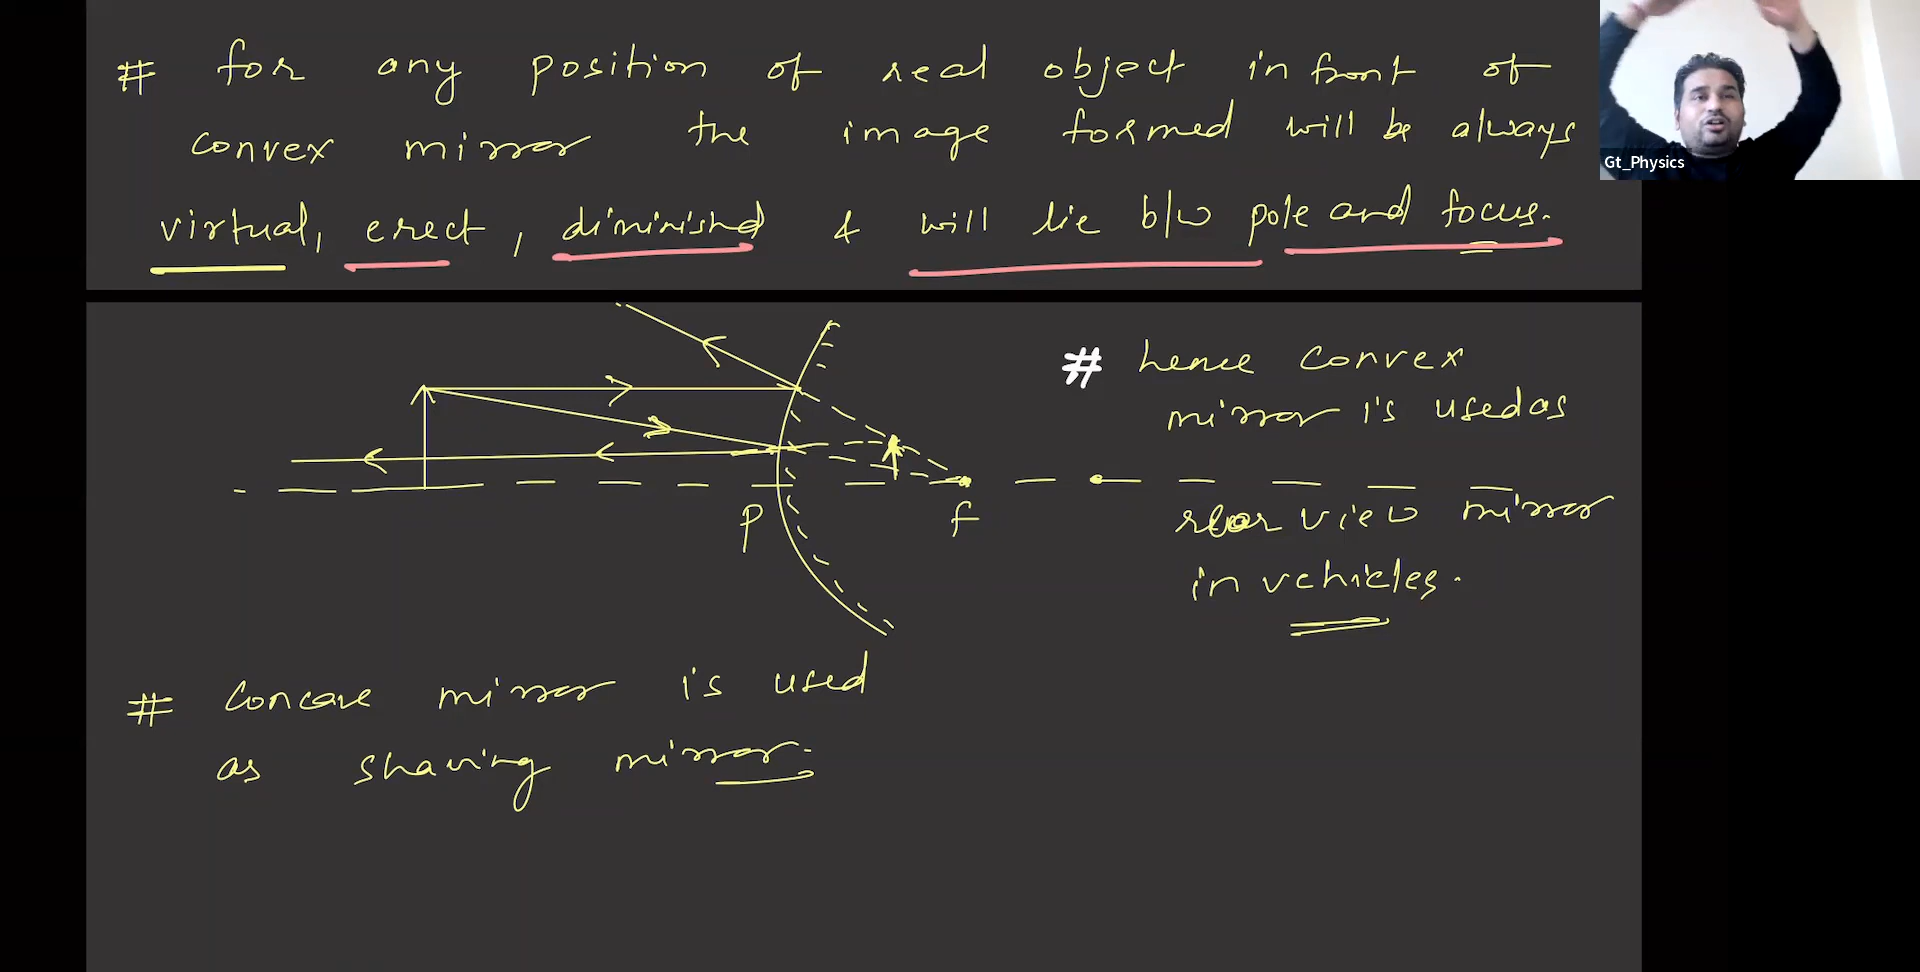 # for any position of real object in front of
convex mirror the image formed will be always
virtual, erect, diminished & will lie b/w pole and focus.
Gt_Physics
# hence convex
mirror is used as
rear view mirror
in vehicles.
P
f
# Concave mirror is used
as shaving mirror.